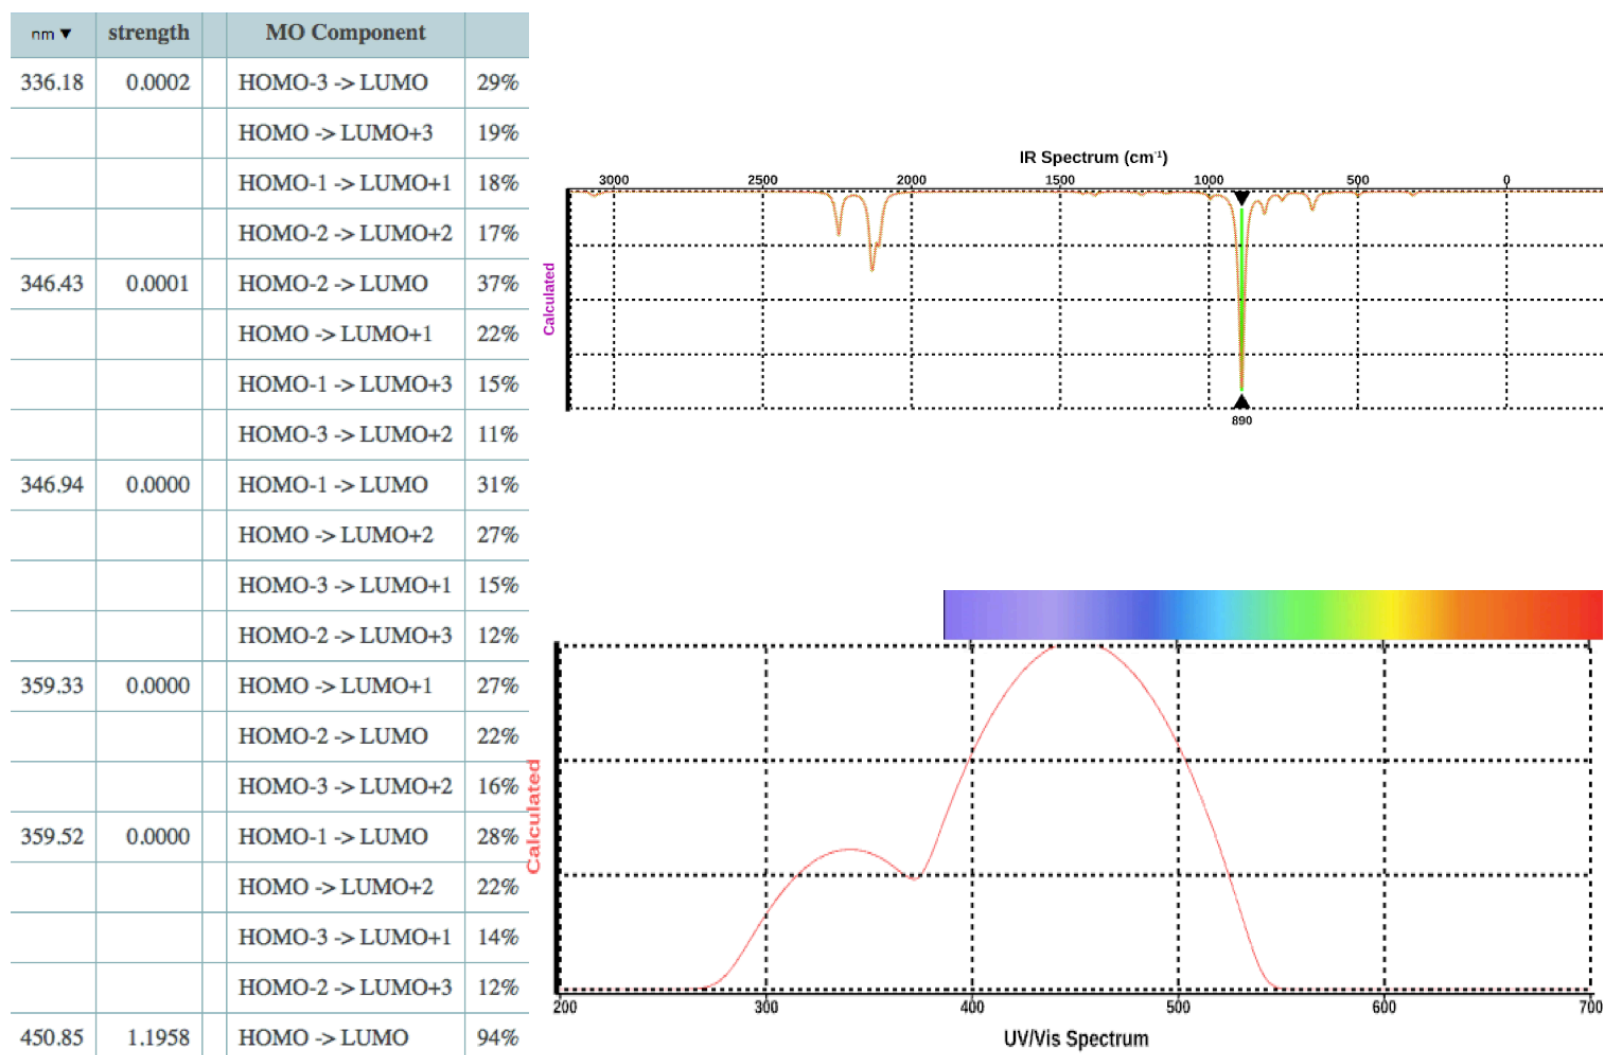 nm ▼ strength MO Component
336.18 0.0002 HOMO-3 -> LUMO 29%
HOMO -> LUMO+3 19%
HOMO-1 -> LUMO+1 18%
HOMO-2 -> LUMO+2 17%
346.43 0.0001 HOMO-2 -> LUMO 37%
HOMO -> LUMO+1 22%
HOMO-1 -> LUMO+3 15%
HOMO-3 -> LUMO+2 11%
346.94 0.0000 HOMO-1 -> LUMO 31%
HOMO -> LUMO+2 27%
HOMO-3 -> LUMO+1 15%
HOMO-2 -> LUMO+3 12%
359.33 0.0000 HOMO -> LUMO+1 27%
HOMO-2 -> LUMO 22%
HOMO-3 -> LUMO+2 16%
359.52 0.0000 HOMO-1 -> LUMO 28%
HOMO -> LUMO+2 22%
HOMO-3 -> LUMO+1 14%
HOMO-2 -> LUMO+3 12%
450.85 1.1958 HOMO -> LUMO 94%
IR Spectrum (cm⁻¹)
3000 2500 2000 1500 1000 500 0
Calculated
890
Calculated
200 300 400 500 600 700
UV/Vis Spectrum